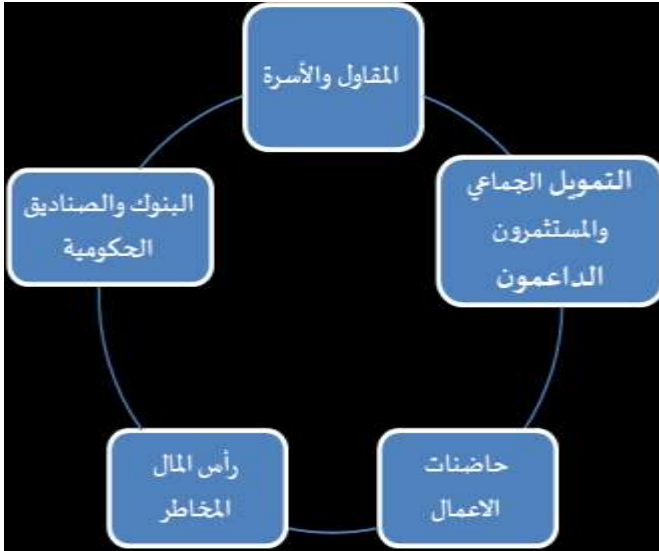 المقاول والأسرة
التمويل الجماعي
والمستثمرون
الداعمون
حاضنات
الاعمال
رأس المال
المخاطر
البنوك والصناديق
الحكومية